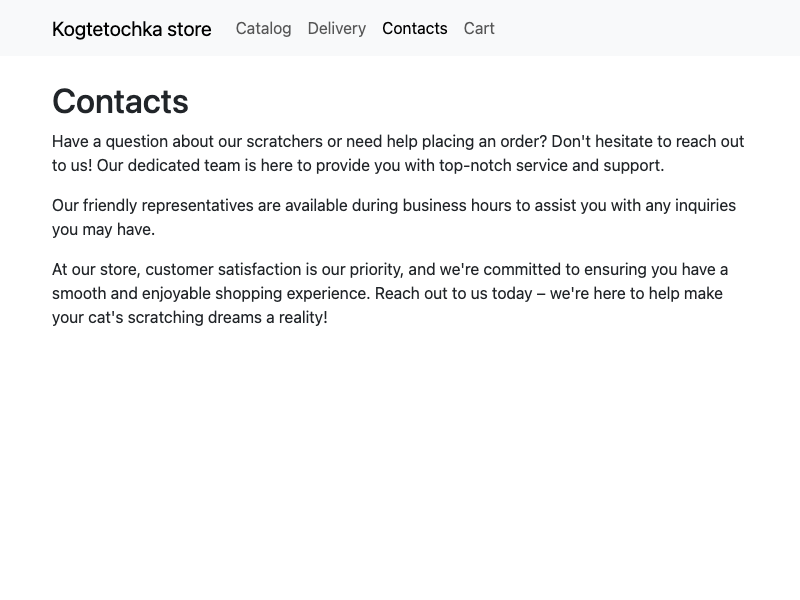 Kogtetochka store Catalog Delivery Contacts Cart
Contacts
Have a question about our scratchers or need help placing an order? Don't hesitate to reach out
to us! Our dedicated team is here to provide you with top-notch service and support.
Our friendly representatives are available during business hours to assist you with any inquiries
you may have.
At our store, customer satisfaction is our priority, and we're committed to ensuring you have a
smooth and enjoyable shopping experience. Reach out to us today – we're here to help make
your cat's scratching dreams a reality!